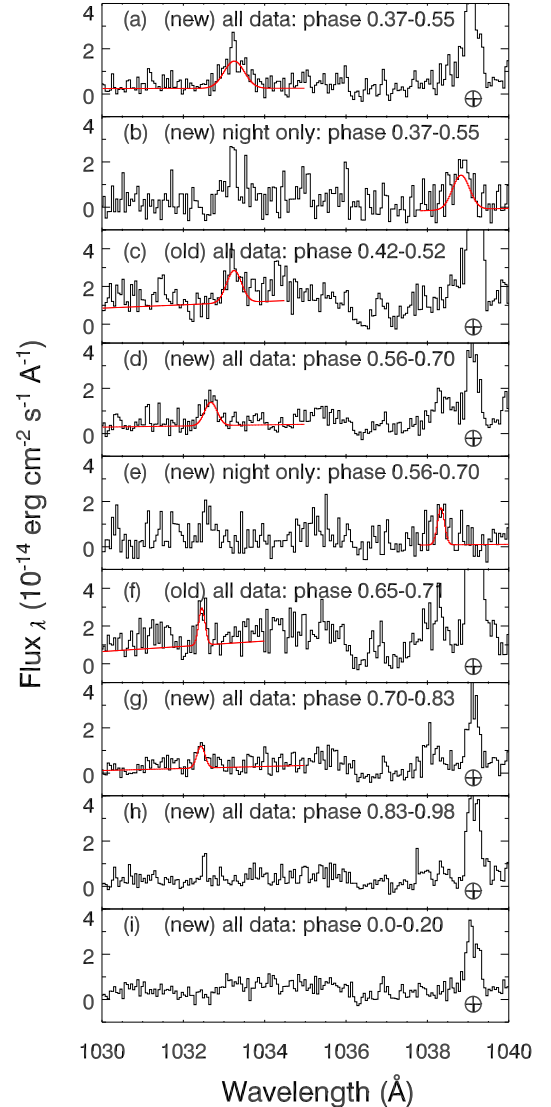 4
(a) (new) all data: phase 0.37-0.55
2
0
⊕
4
(b) (new) night only: phase 0.37-0.55
2
0
4
(c) (old) all data: phase 0.42-0.52
2
0
⊕
4
(d) (new) all data: phase 0.56-0.70
2
0
⊕
4
(e) (new) night only: phase 0.56-0.70
2
0
4
(f) (old) all data: phase 0.65-0.71
2
0
⊕
4
(g) (new) all data: phase 0.70-0.83
2
0
⊕
4
(h) (new) all data: phase 0.83-0.98
2
0
⊕
4
(i) (new) all data: phase 0.0-0.20
2
0
⊕
1030 1032 1034 1036 1038 1040
Wavelength (Å)
Flux λ (10⁻¹⁴ erg cm⁻² s⁻¹ A⁻¹)